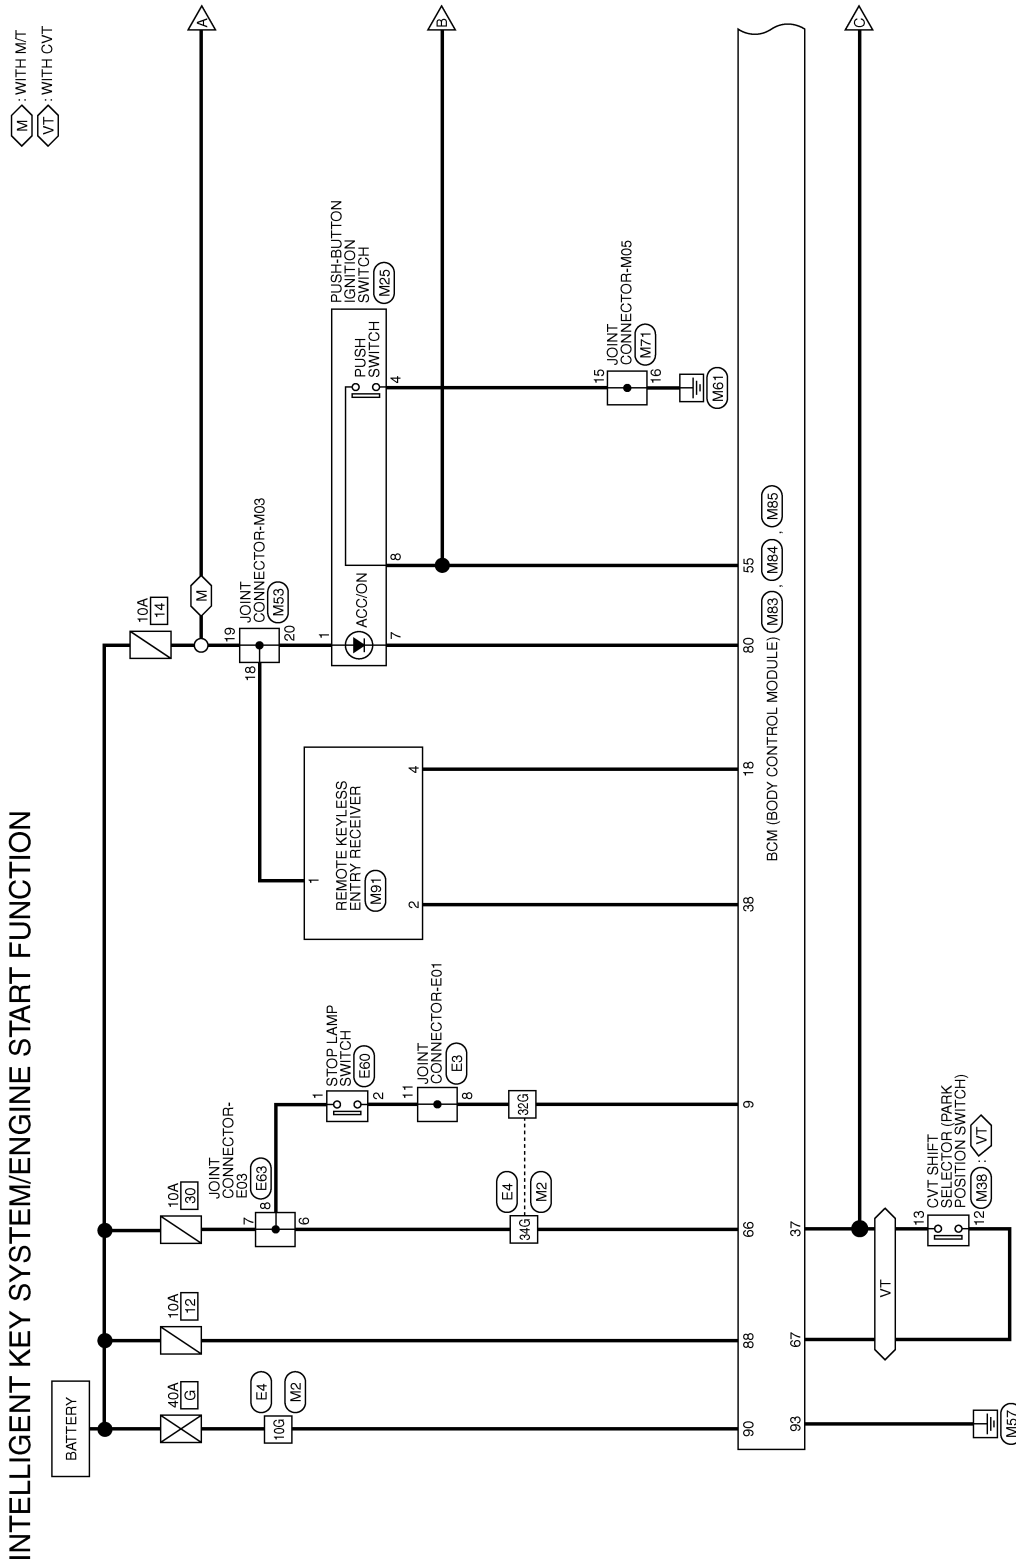 INTELLIGENT KEY SYSTEM/ENGINE START FUNCTION
M : WITH M/T
VT : WITH CVT
BATTERY
40A
G
10A
12
10A
30
10A
14
M
A
E4
M2
10G
JOINT
CONNECTOR-
E03
E63
7
8
6
STOP LAMP
SWITCH
E60
1
2
JOINT
CONNECTOR-E01
E3
11
8
E4
M2
34G
32G
REMOTE KEYLESS
ENTRY RECEIVER
M91
1
2
4
JOINT
CONNECTOR-M03
M53
19
18
20
PUSH-BUTTON
IGNITION
SWITCH
M25
1
ACC/ON
7
8
PUSH
SWITCH
4
B
JOINT
CONNECTOR-M05
M71
15
16
M61
90
88
66
9
38
18
80
55
BCM (BODY CONTROL MODULE) M83 , M84 , M85
93
67
37
C
VT
M57
CVT SHIFT
SELECTOR (PARK
POSITION SWITCH)
M38 : VT
13
12